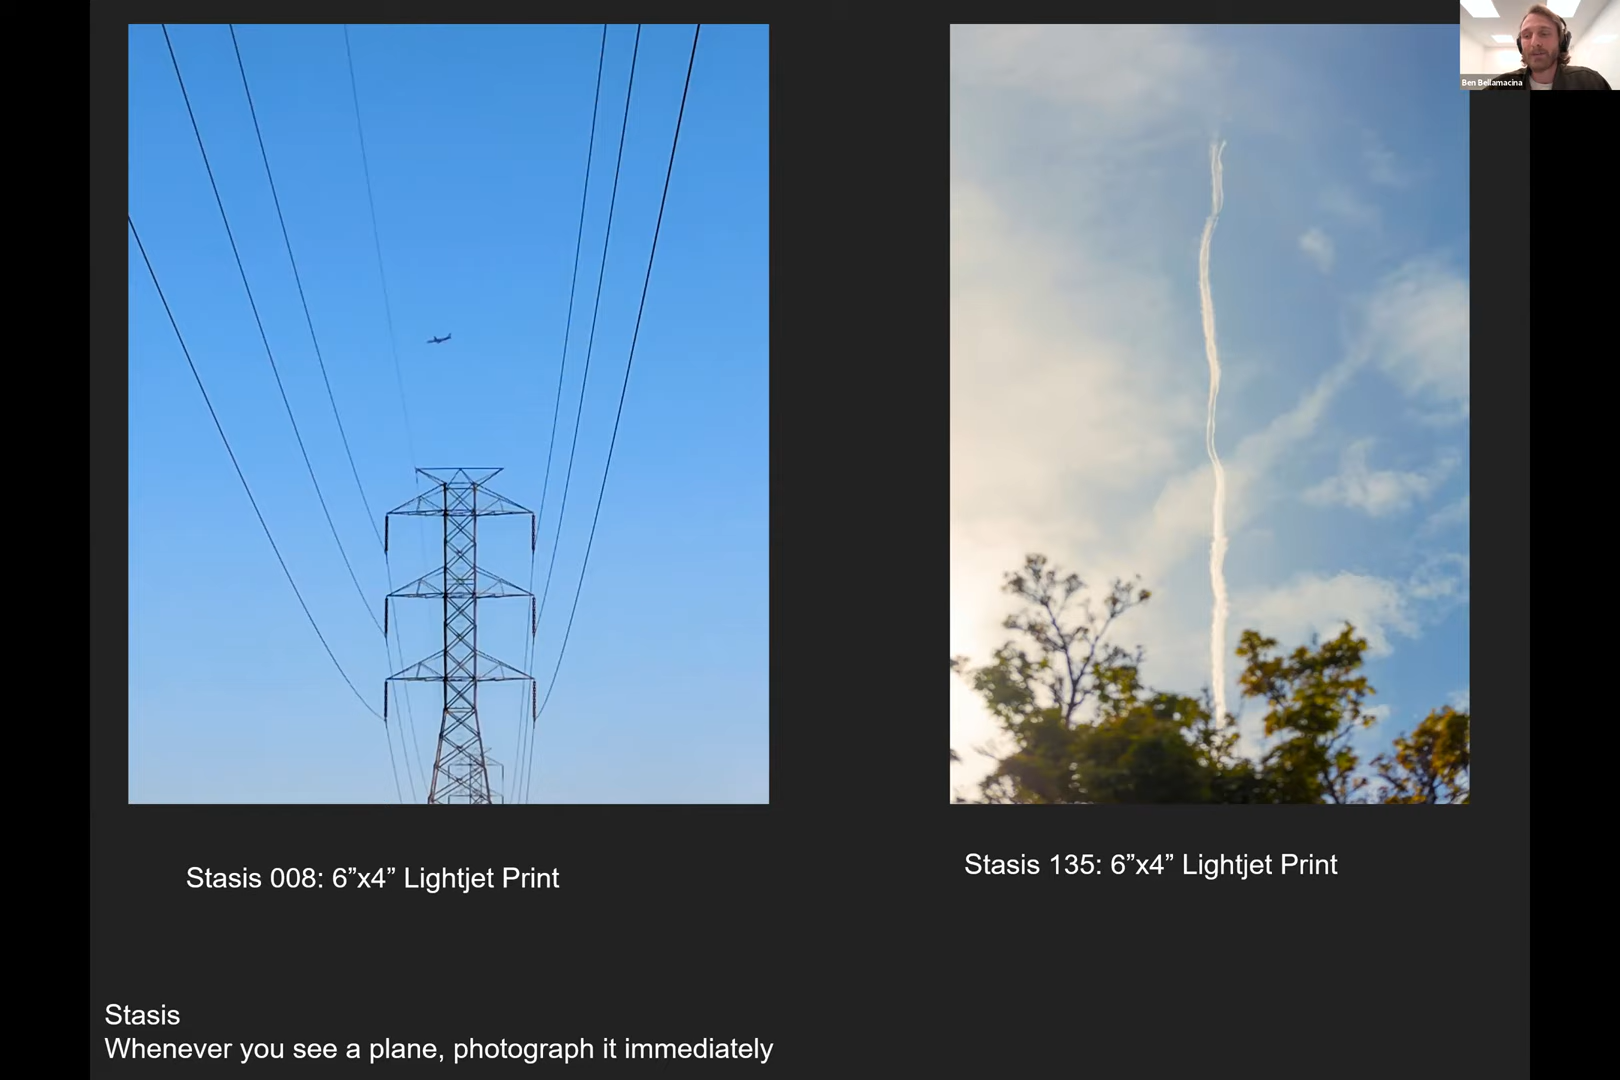 Ben Bellamacina
Stasis 008: 6”x4” Lightjet Print
Stasis 135: 6”x4” Lightjet Print
Stasis
Whenever you see a plane, photograph it immediately